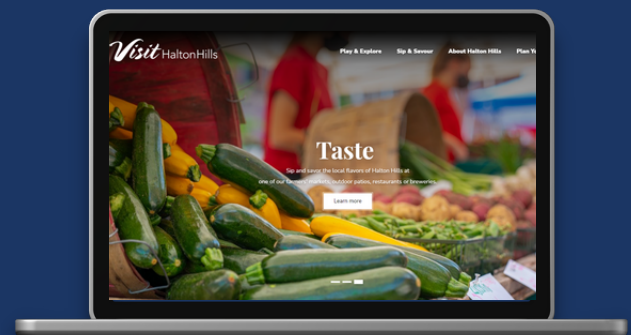 Visit HaltonHills
Play & Explore Sip & Savour About Halton Hills Plan
Taste
Sip and savor the local flavors of Halton Hills at
one of our farmers' markets, outdoor patios, restaurants or breweries.
Learn more